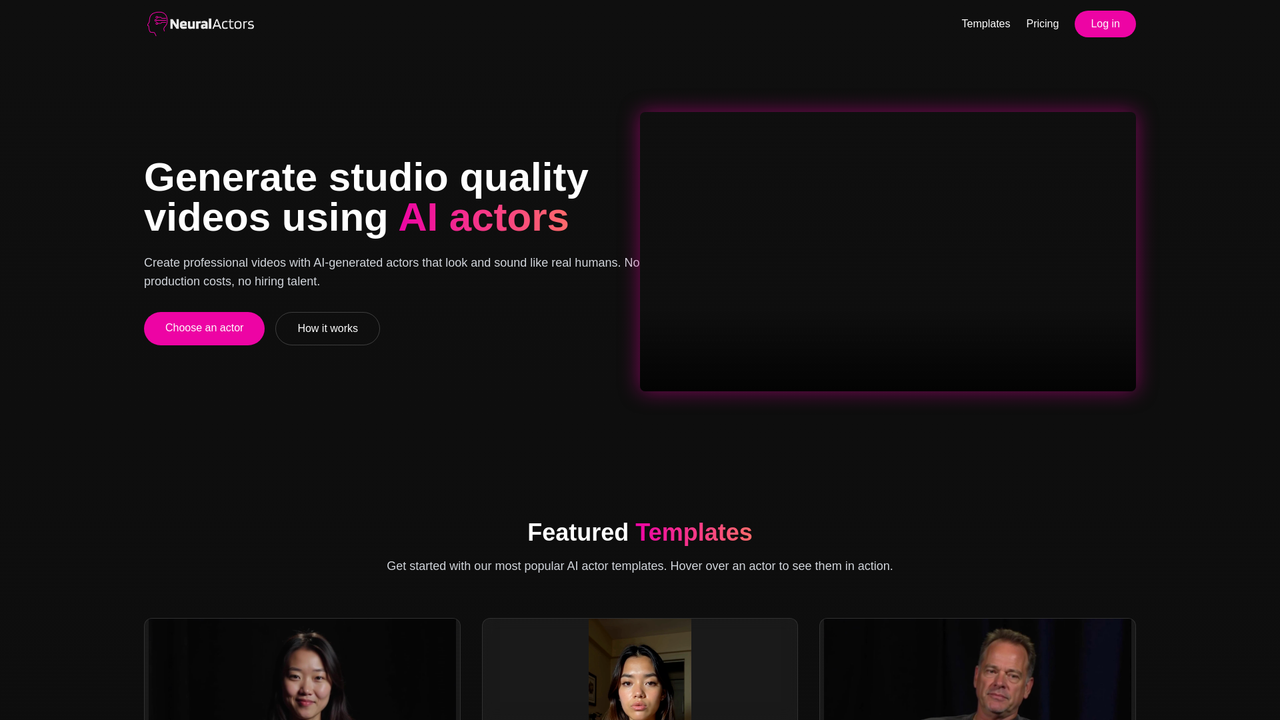 NeuralActors
Templates
Pricing
Log in
Generate studio quality
videos using AI actors
Create professional videos with AI-generated actors that look and sound like real humans. No
production costs, no hiring talent.
Choose an actor
How it works
Featured Templates
Get started with our most popular AI actor templates. Hover over an actor to see them in action.